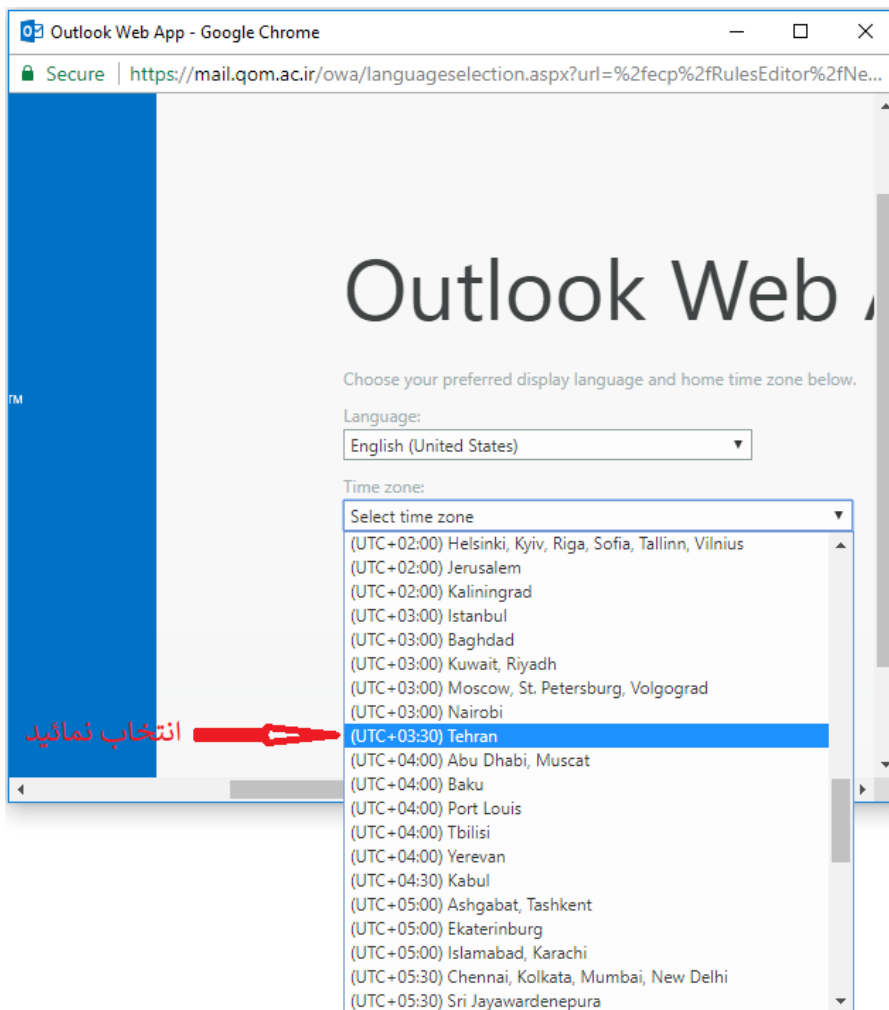 Outlook Web App - Google Chrome
Secure | https://mail.qom.ac.ir/owa/languageselection.aspx?url=%2fecp%2fRulesEditor%2fNe...
Outlook Web A
Choose your preferred display language and home time zone below.
TM
Language:
English (United States)
Time zone:
Select time zone
(UTC+02:00) Helsinki, Kyiv, Riga, Sofia, Tallinn, Vilnius
(UTC+02:00) Jerusalem
(UTC+02:00) Kaliningrad
(UTC+03:00) Istanbul
(UTC+03:00) Baghdad
(UTC+03:00) Kuwait, Riyadh
(UTC+03:00) Moscow, St. Petersburg, Volgograd
(UTC+03:00) Nairobi
انتخاب نمائید
(UTC+03:30) Tehran
(UTC+04:00) Abu Dhabi, Muscat
(UTC+04:00) Baku
(UTC+04:00) Port Louis
(UTC+04:00) Tbilisi
(UTC+04:00) Yerevan
(UTC+04:30) Kabul
(UTC+05:00) Ashgabat, Tashkent
(UTC+05:00) Ekaterinburg
(UTC+05:00) Islamabad, Karachi
(UTC+05:30) Chennai, Kolkata, Mumbai, New Delhi
(UTC+05:30) Sri Jayawardenepura